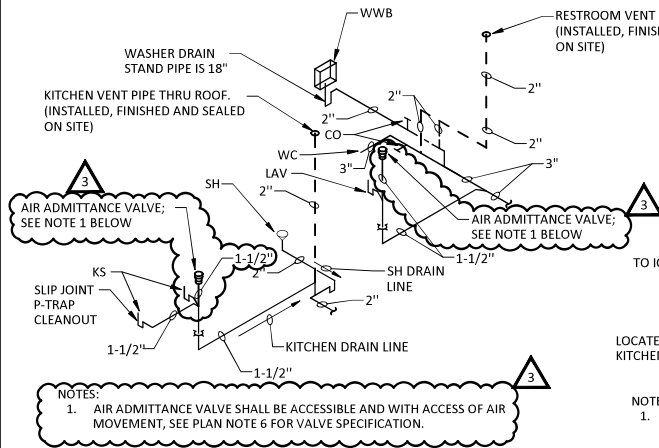 WWB
RESTROOM VENT
(INSTALLED, FINISH
ON SITE)
WASHER DRAIN
STAND PIPE IS 18"
2"
KITCHEN VENT PIPE THRU ROOF.
(INSTALLED, FINISHED AND SEALED
ON SITE)
2"
2"
2"
CO
WC
3"
3"
LAV
3
SH
2"
3
AIR ADMITTANCE VALVE;
SEE NOTE 1 BELOW
AIR ADMITTANCE VALVE;
SEE NOTE 1 BELOW
1-1/2"
1-1/2"
2"
TO
KS
SH DRAIN
LINE
SLIP JOINT
P-TRAP
CLEANOUT
2"
1-1/2"
KITCHEN DRAIN LINE
1-1/2"
LOCATE
KITCHEN
3
NOTES:
1. AIR ADMITTANCE VALVE SHALL BE ACCESSIBLE AND WITH ACCESS OF AIR
MOVEMENT, SEE PLAN NOTE 6 FOR VALVE SPECIFICATION.
NOTE
1.